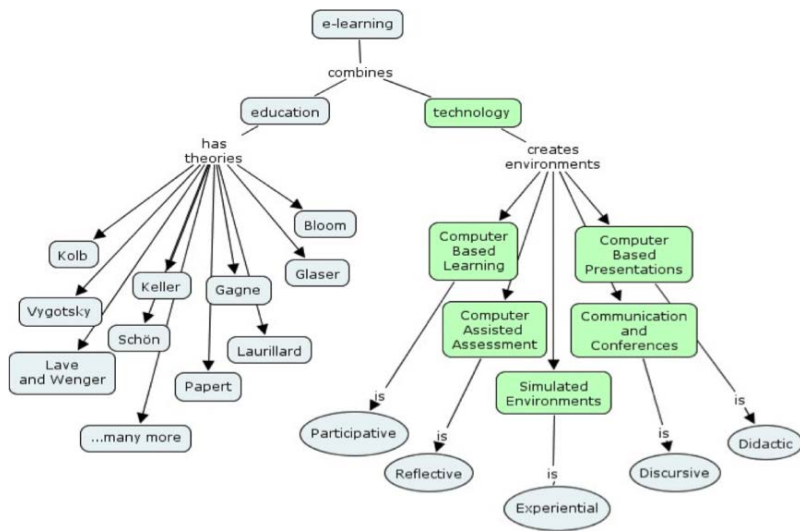 e-learning
combines
education
technology
has
theories
creates
environments
Bloom
Kolb
Glaser
Keller
Gagne
Vygotsky
Schön
Laurillard
Lave
and Wenger
Papert
...many more
Computer
Based
Learning
Computer
Based
Presentations
Computer
Assisted
Assessment
Communication
and
Conferences
Simulated
Environments
is
is
is
is
is
Participative
Reflective
Experiential
Discursive
Didactic